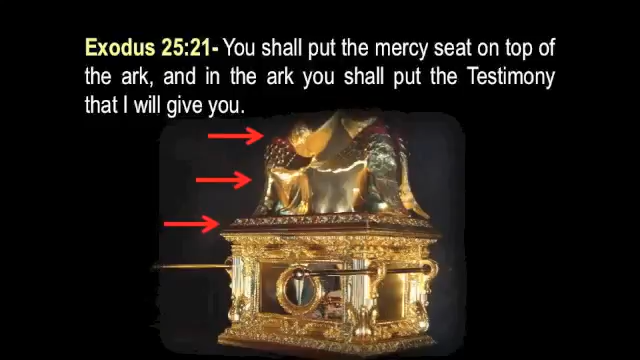 Exodus 25:21- You shall put the mercy seat on top of
the ark, and in the ark you shall put the Testimony
that I will give you.